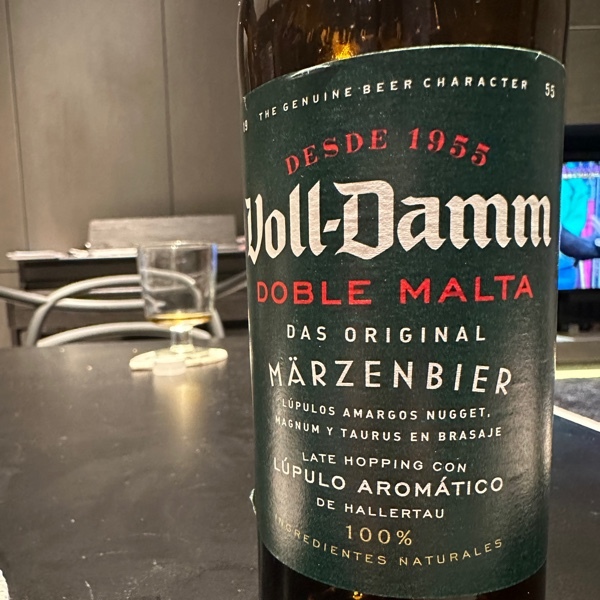 19 THE GENUINE BEER CHARACTER 55
DESDE 1955
Voll-Damm
DOBLE MALTA
DAS ORIGINAL
MÄRZENBIER
LÚPULOS AMARGOS NUGGET,
MAGNUM Y TAURUS EN BRASAJE
LATE HOPPING CON
LÚPULO AROMÁTICO
DE HALLERTAU
100%
INGREDIENTES NATURALES